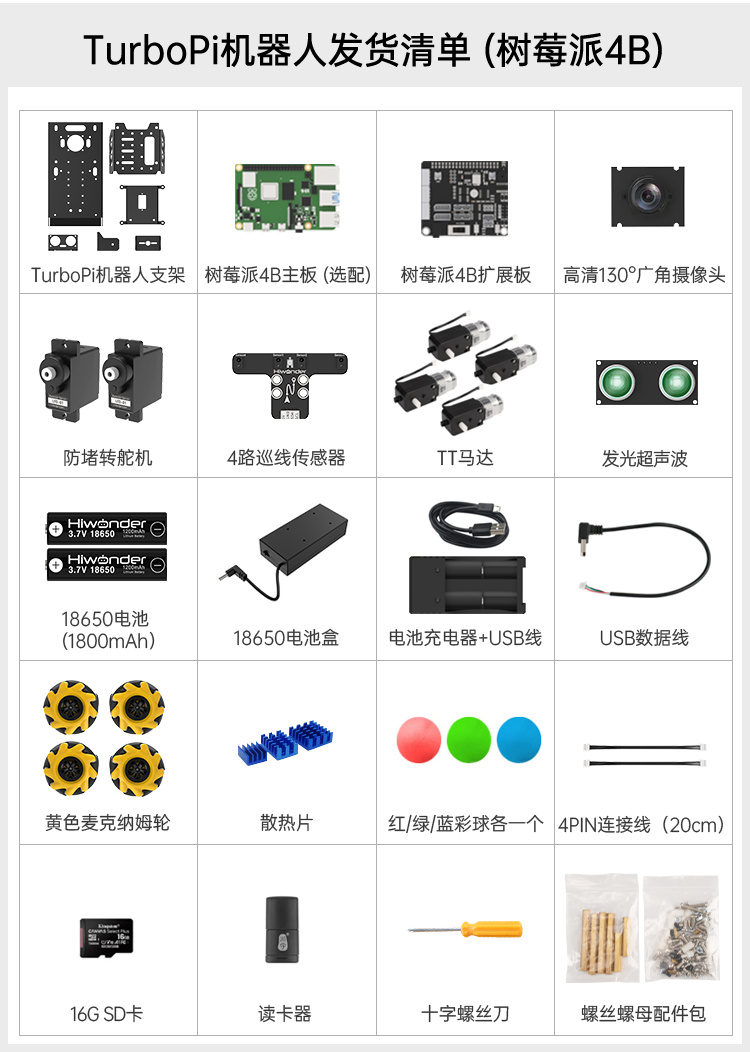 TurboPi机器人发货清单 (树莓派4B)
TurboPi机器人支架
树莓派4B主板 (选配)
树莓派4B扩展板
高清130°广角摄像头
Hiwonder
防堵转舵机
4路巡线传感器
TT马达
发光超声波
Hiwonder
3.7V 18650 1200mAh
Hiwonder
3.7V 18650 1200mAh
18650电池
(1800mAh)
18650电池盒
电池充电器+USB线
USB数据线
黄色麦克纳姆轮
散热片
红/绿/蓝彩球各一个
4PIN连接线（20cm）
Kingston
CANVAS Select Plus
16GB
16G SD卡
读卡器
十字螺丝刀
螺丝螺母配件包